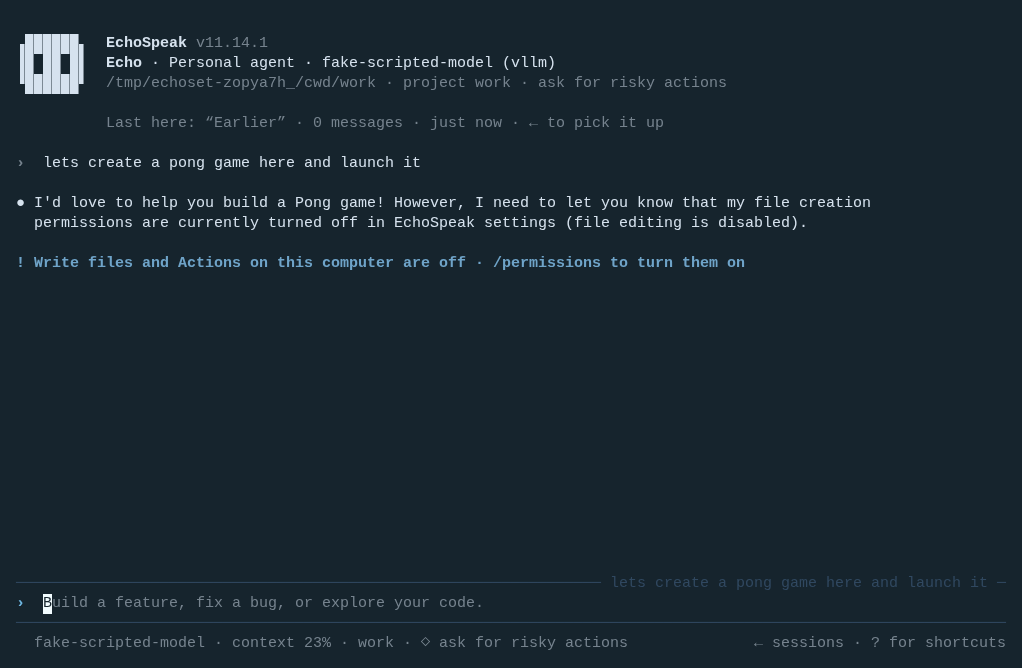 EchoSpeak v11.14.1
Echo · Personal agent · fake-scripted-model (vllm)
/tmp/echoset-zopya7h_/cwd/work · project work · ask for risky actions
Last here: “Earlier” · 0 messages · just now · ← to pick it up
› lets create a pong game here and launch it
● I'd love to help you build a Pong game! However, I need to let you know that my file creation
permissions are currently turned off in EchoSpeak settings (file editing is disabled).
! Write files and Actions on this computer are off · /permissions to turn them on
lets create a pong game here and launch it
› Build a feature, fix a bug, or explore your code.
fake-scripted-model · context 23% · work · ◇ ask for risky actions ← sessions · ? for shortcuts